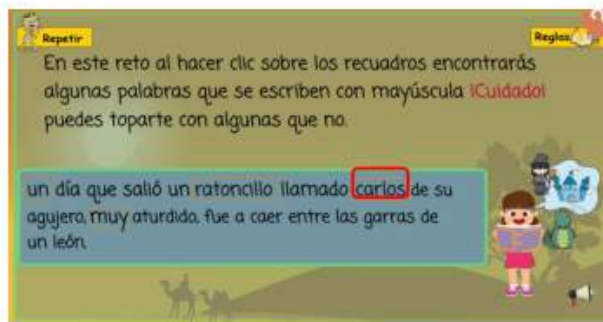 Repetir
Reglas
En este reto al hacer clic sobre los recuadros encontrarás
algunas palabras que se escriben con mayúscula ¡Cuidado!
puedes toparte con algunas que no.
un día que salió un ratoncillo llamado carlos de su
agujero, muy aturdido, fue a caer entre las garras de
un león,